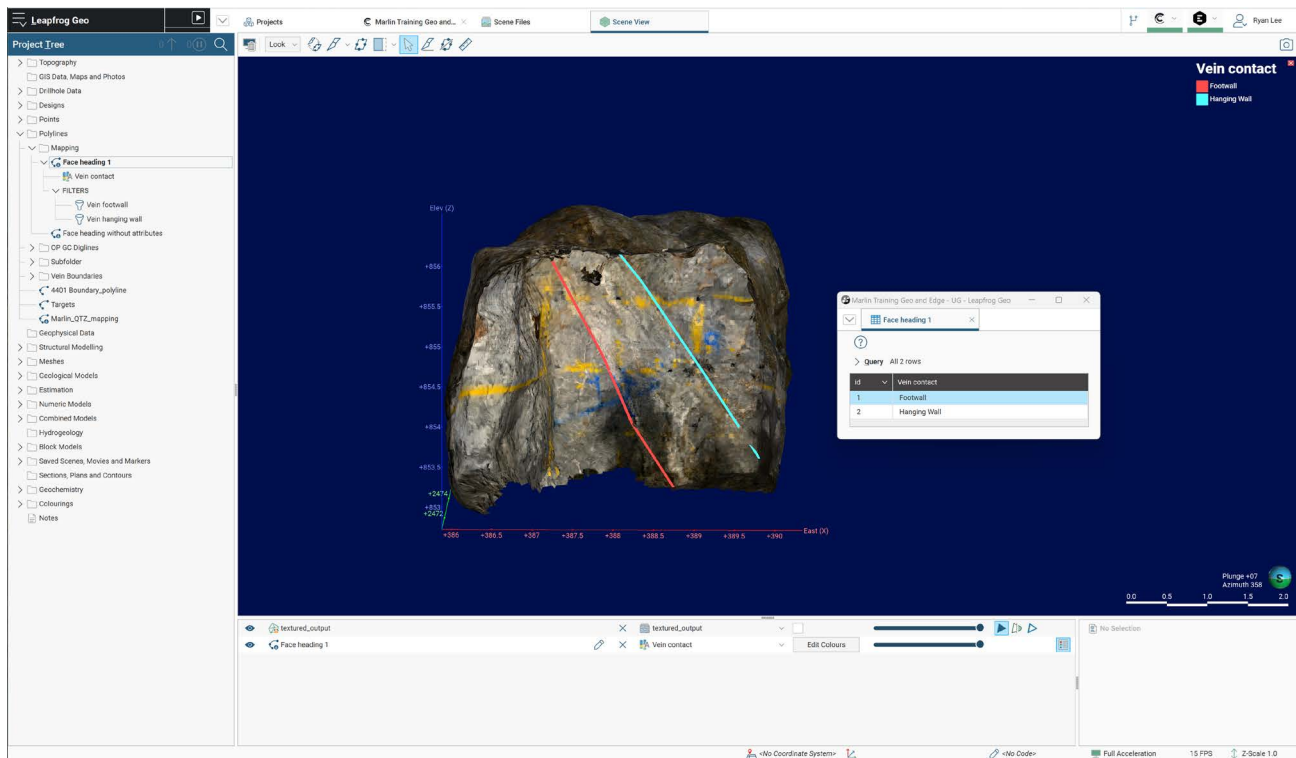 Leapfrog Geo
Projects
Marlin Training Geo and...
Scene Files
Scene View
Ryan Lee
Project Tree
0
0
Look
Topography
GIS Data, Maps and Photos
Drillhole Data
Designs
Points
Polylines
Mapping
Face heading 1
Vein contact
FILTERS
Vein footwall
Vein hanging wall
Face heading without attributes
OP GC Diglines
Subfolder
Vein Boundaries
4401 Boundary_polyline
Targets
Marlin_QTZ_mapping
Geophysical Data
Structural Modelling
Meshes
Geological Models
Estimation
Numeric Models
Combined Models
Hydrogeology
Block Models
Saved Scenes, Movies and Markers
Sections, Plans and Contours
Geochemistry
Colourings
Notes
Vein contact
Footwall
Hanging Wall
Elev (Z)
+856
+855.5
+855
+854.5
+854
+853.5
+2474
+853
+2472
+386 +386.5 +387 +387.5 +388 +388.5 +389 +389.5 +390 East (X)
Marlin Training Geo and Edge - UG - Leapfrog Geo
Face heading 1
Query All 2 rows
id Vein contact
1 Footwall
2 Hanging Wall
Plunge +07
Azimuth 358
S
0.0 0.5 1.0 1.5 2.0
textured_output textured_output
Face heading 1 Vein contact Edit Colours
No Selection
<No Coordinate System> <No Code> Full Acceleration 15 FPS Z-Scale 1.0